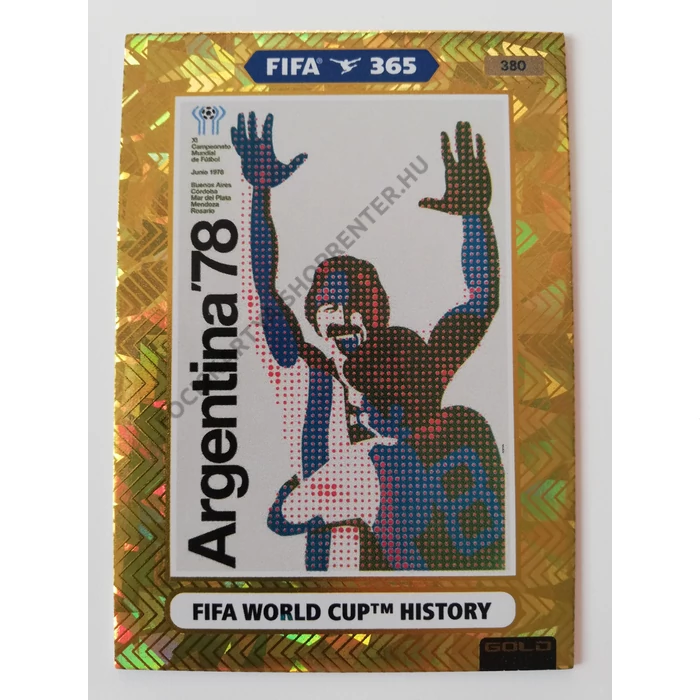 FIFA® 365
380
XI
Campeonato
Mundial
de Fútbol
Junio 1978
Buenos Aires
Córdoba
Mar del Plata
Mendoza
Rosario
Argentina'78
8
FIFA WORLD CUP™ HISTORY
GOLD